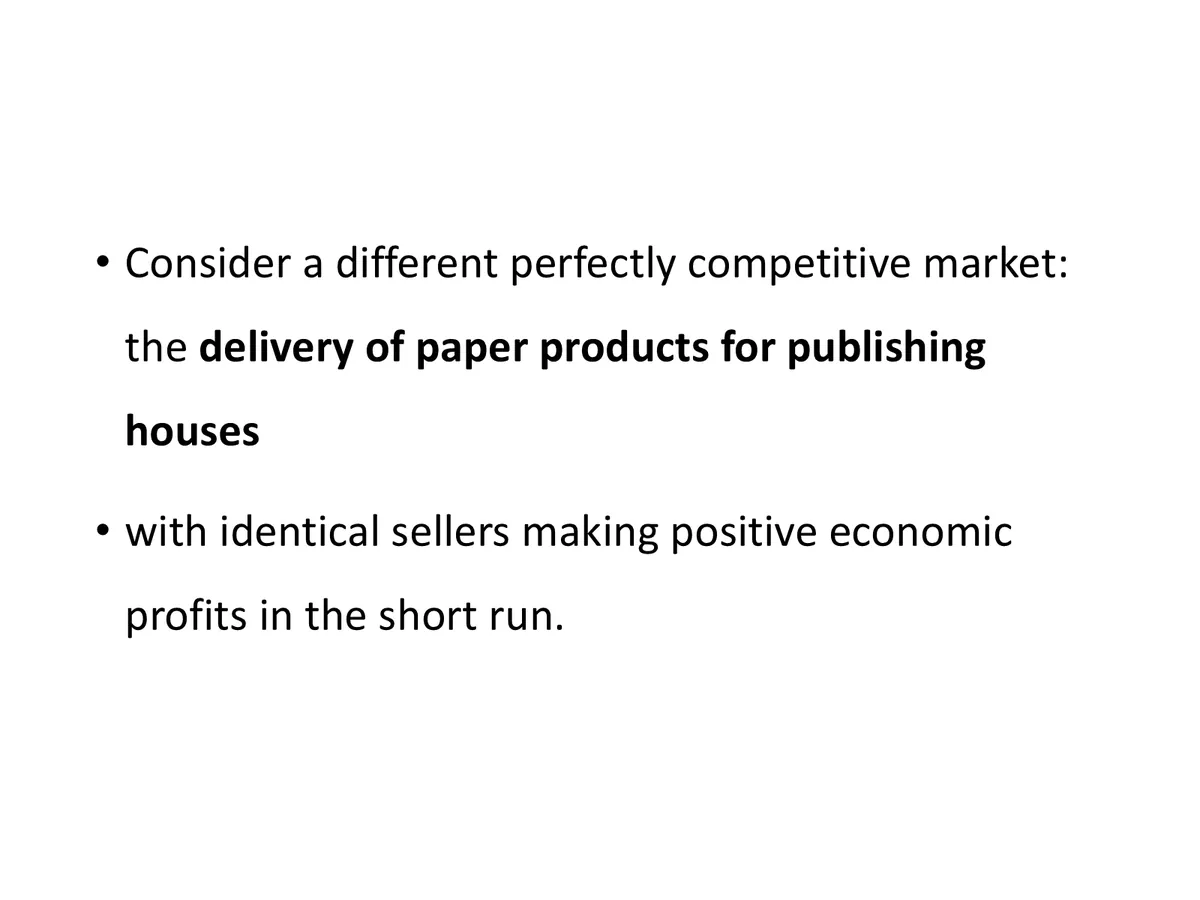 • Consider a different perfectly competitive market:
the delivery of paper products for publishing
houses
• with identical sellers making positive economic
profits in the short run.